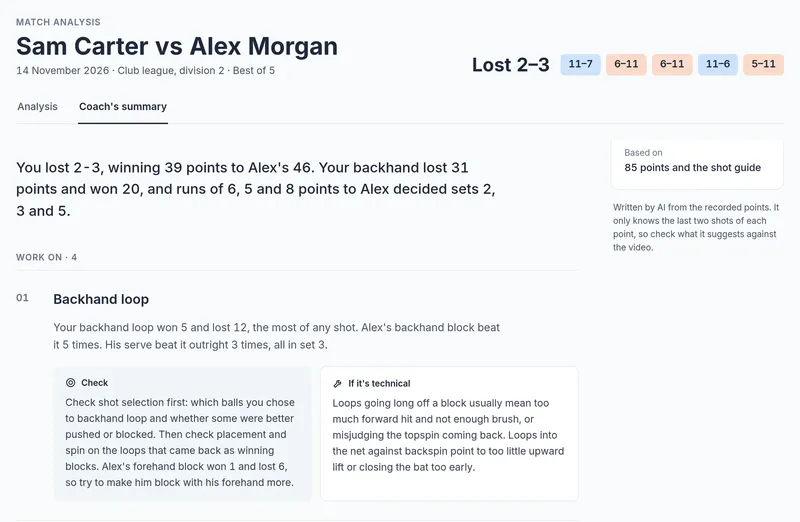 MATCH ANALYSIS
Sam Carter vs Alex Morgan
14 November 2026 · Club league, division 2 · Best of 5
Lost 2–3
11–7
6–11
6–11
11–6
5–11
Analysis
Coach's summary
You lost 2-3, winning 39 points to Alex's 46. Your backhand lost 31
points and won 20, and runs of 6, 5 and 8 points to Alex decided sets 2,
3 and 5.
Based on
85 points and the shot guide
Written by AI from the recorded points. It
only knows the last two shots of each
point, so check what it suggests against
the video.
WORK ON · 4
01
Backhand loop
Your backhand loop won 5 and lost 12, the most of any shot. Alex's backhand block beat
it 5 times. His serve beat it outright 3 times, all in set 3.
Check
Check shot selection first: which balls you chose
to backhand loop and whether some were better
pushed or blocked. Then check placement and
spin on the loops that came back as winning
blocks. Alex's forehand block won 1 and lost 6,
so try to make him block with his forehand more.
If it's technical
Loops going long off a block usually mean too
much forward hit and not enough brush, or
misjudging the topspin coming back. Loops into
the net against backspin point to too little upward
lift or closing the bat too early.